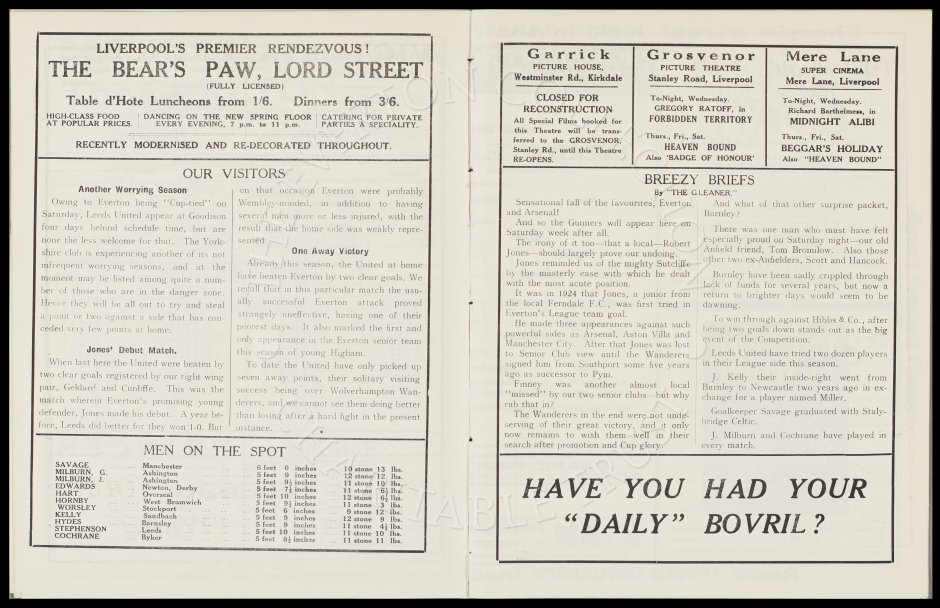 LIVERPOOL'S PREMIER RENDEZVOUS!
THE BEAR'S PAW, LORD STREET
(FULLY LICENSED)
Table d'Hote Luncheons from 1/6. Dinners from 3/6.
HIGH-CLASS FOOD
AT POPULAR PRICES.
DANCING ON THE NEW SPRING FLOOR
EVERY EVENING, 7 p.m. to 11 p.m.
CATERING FOR PRIVATE
PARTIES A SPECIALITY.
RECENTLY MODERNISED AND RE-DECORATED THROUGHOUT.
OUR VISITORS
Another Worrying Season
Owing to Everton being "Cup-tied" on
Saturday, Leeds United appear at Goodison
four days behind schedule time, but are
none the less welcome for that. The York-
shire club is experiencing another of its not
infrequent worrying seasons, and at the
moment may be listed among quite a num-
ber of those who are in the danger zone.
Hence they will be all out to try and steal
a point or two against a side that has con-
ceded very few points at home.
Jones' Debut Match.
When last here the United were beaten by
two clear goals registered by our right wing
pair, Geldard and Cunliffe. This was the
match wherein Everton's promising young
defender, Jones made his debut. A year be-
fore, Leeds did better for they won 1-0. But
on that occasion Everton were probably
Wembley-minded, in addition to having
several men more or less injured, with the
result that the home side was weakly repre-
sented.
One Away Victory
Already this season, the United at home
have beaten Everton by two clear goals. We
recall that in this particular match the usu-
ally successful Everton attack proved
strangely uneffective, having one of their
poorest days. It also marked the first and
only appearance in the Everton senior team
this season of young Higham.
To date the United have only picked up
seven away points, their solitary visiting
success being over Wolverhampton Wan-
derers, and we cannot see them doing better
than losing after a hard fight in the present
instance.
MEN ON THE SPOT
SAVAGE ... Manchester ... 6 feet 0 inches ... 10 stone 13 lbs.
MILBURN, G. ... Ashington ... 5 feet 9 inches ... 12 stone 12 lbs.
MILBURN, J. ... Ashington ... 5 feet 9½ inches ... 11 stone 10 lbs.
EDWARDS ... Newton, Derby ... 5 feet 7½ inches ... 11 stone 6½ lbs.
HART ... Overseal ... 5 feet 10 inches ... 12 stone 6½ lbs.
HORNBY ... West Bromwich ... 5 feet 9½ inches ... 11 stone 3 lbs.
WORSLEY ... Stockport ... 5 feet 6 inches ... 9 stone 12 lbs.
KELLY ... Sandbach ... 5 feet 9 inches ... 12 stone 9 lbs.
HYDES ... Barnsley ... 5 feet 9 inches ... 11 stone 4½ lbs.
STEPHENSON ... Leeds ... 5 feet 10 inches ... 11 stone 10 lbs.
COCHRANE ... Byker ... 5 feet 8½ inches ... 11 stone 11 lbs.
Garrick
PICTURE HOUSE,
Westminster Rd., Kirkdale
CLOSED FOR
RECONSTRUCTION
All Special Films booked for
this Theatre will be trans-
ferred to the GROSVENOR,
Stanley Rd., until this Theatre
RE-OPENS.
Grosvenor
PICTURE THEATRE
Stanley Road, Liverpool
To-Night, Wednesday.
GREGORY RATOFF, in
FORBIDDEN TERRITORY
Thurs., Fri., Sat.
HEAVEN BOUND
Also 'BADGE OF HONOUR'
Mere Lane
SUPER CINEMA
Mere Lane, Liverpool
To-Night, Wednesday.
Richard Barthelmess, in
MIDNIGHT ALIBI
Thurs., Fri., Sat.
BEGGAR'S HOLIDAY
Also "HEAVEN BOUND"
BREEZY BRIEFS
By "THE GLEANER."
Sensational fall of the favourites, Everton
and Arsenal!
And so the Gunners will appear here on
Saturday week after all.
The irony of it too—that a local—Robert
Jones—should largely prove our undoing.
Jones reminded us of the mighty Sutcliffe
by the masterly ease with which he dealt
with the most acute position.
It was in 1924 that Jones, a junior from
the local Ferndale F.C., was first tried in
Everton's League team goal.
He made three appearances against such
powerful sides as Arsenal, Aston Villa and
Manchester City. After that Jones was lost
to Senior Club view until the Wanderers
signed him from Southport some five years
ago as successor to Pym.
Finney was another almost local
"missed" by our two senior clubs—but why
rub that in?
The Wanderers in the end were not unde-
serving of their great victory, and it only
now remains to wish them well in their
search after promotion and Cup glory.
And what of that other surprise packet,
Burnley?
There was one man who must have felt
especially proud on Saturday night—our old
Anfield friend, Tom Bromilow. Also those
other two ex-Anfielders, Scott and Hancock.
Burnley have been sadly crippled through
lack of funds for several years, but now a
return to brighter days would seem to be
dawning.
To win through against Hibbs & Co., after
being two goals down stands out as the big
event of the Competition.
Leeds United have tried two dozen players
in their League side this season.
J. Kelly their inside-right went from
Burnley to Newcastle two years ago in ex-
change for a player named Miller.
Goalkeeper Savage graduated with Staly-
bridge Celtic.
J. Milburn and Cochrane have played in
every match.
HAVE YOU HAD YOUR
"DAILY" BOVRIL?